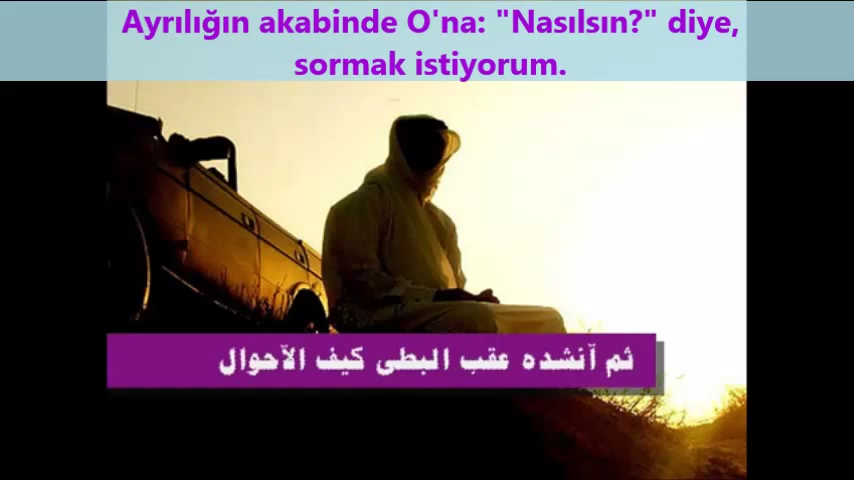 Ayrılığın akabinde O'na: "Nasılsın?" diye,
sormak istiyorum.
ثم آنشده عقب البطى كيف الآحوال